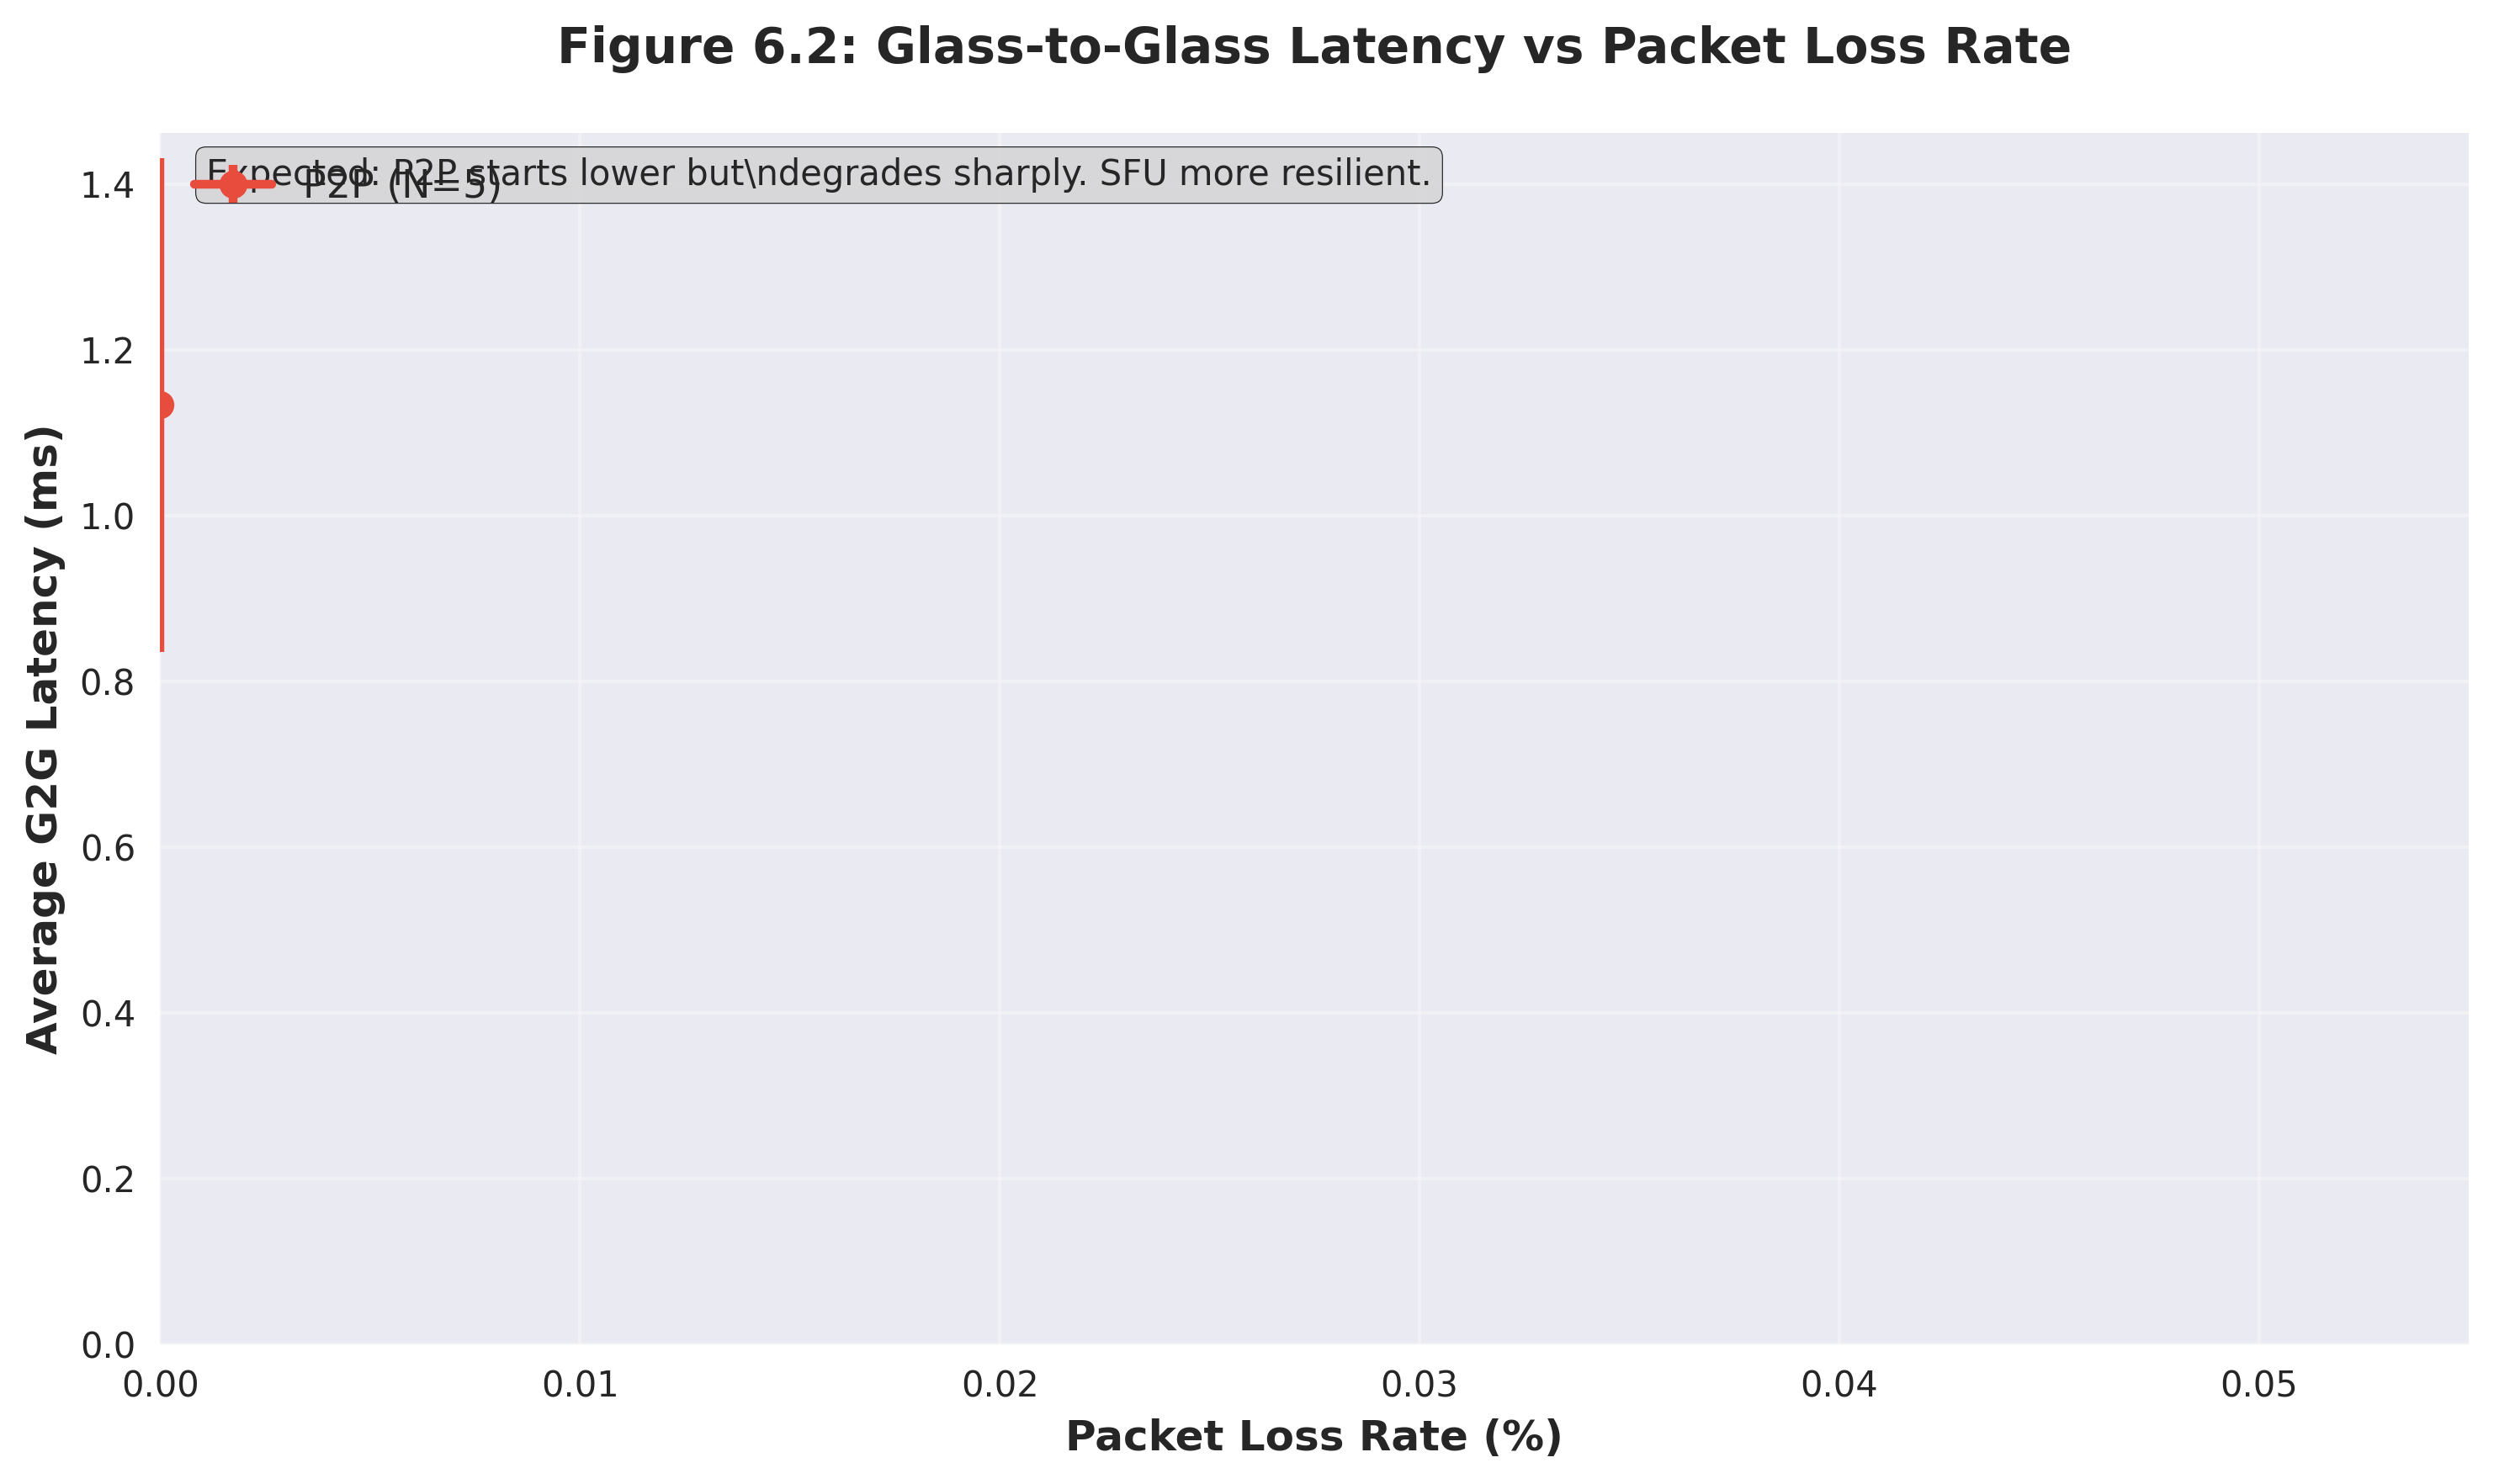 Figure 6.2: Glass-to-Glass Latency vs Packet Loss Rate
Expected: P2P starts lower but\ndegrades sharply. SFU more resilient.
P2P (N=5)
Average G2G Latency (ms)
1.4
1.2
1.0
0.8
0.6
0.4
0.2
0.0
0.00 0.01 0.02 0.03 0.04 0.05
Packet Loss Rate (%)